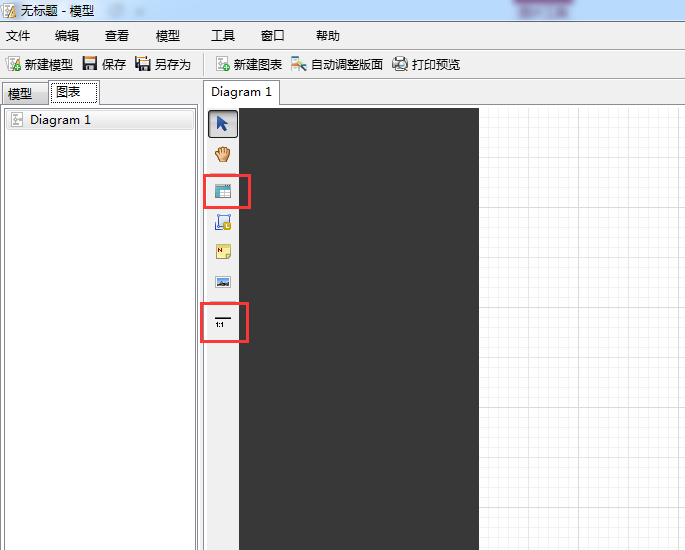 无标题 - 模型
文件 编辑 查看 模型 工具 窗口 帮助
新建模型 保存 另存为 新建图表 自动调整版面 打印预览
模型 图表 Diagram 1
Diagram 1
N
L
1:1